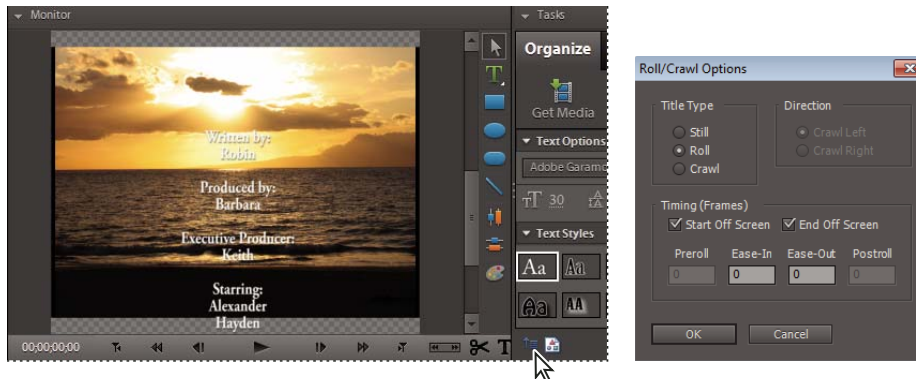 Monitor
Written by:
Robin
Produced by:
Barbara
Executive Producer:
Keith
Starring:
Alexander
Hayden
00;00;00;00
T
T
Tasks
Organize
Get Media
Text Options
Adobe Garamo
30
Text Styles
Aa Aa
Aa AA
Roll/Crawl Options
Title Type
Still
Roll
Crawl
Direction
Crawl Left
Crawl Right
Timing (Frames)
Start Off Screen End Off Screen
Preroll Ease-In Ease-Out Postroll
0 0 0 0
OK Cancel